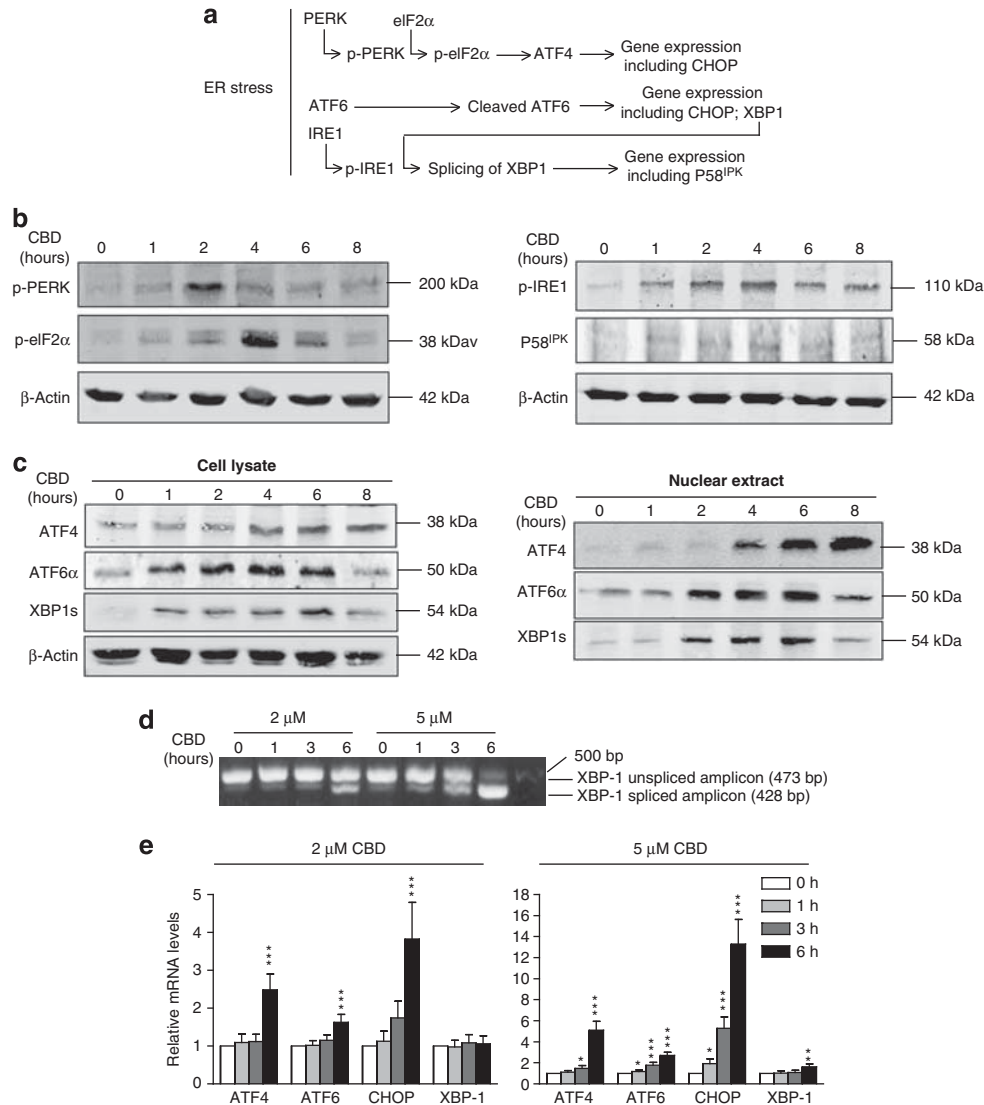 a
PERK eIF2α
p-PERK p-eIF2α ATF4 Gene expression
including CHOP
ER stress
ATF6 Cleaved ATF6 Gene expression
including CHOP; XBP1
IRE1
p-IRE1 Splicing of XBP1 Gene expression
including P58IPK
b
CBD
(hours) 0 1 2 4 6 8
p-PERK 200 kDa
p-eIF2α 38 kDav
β-Actin 42 kDa
CBD
(hours) 0 1 2 4 6 8
p-IRE1 110 kDa
P58IPK 58 kDa
β-Actin 42 kDa
c
Cell lysate
CBD
(hours) 0 1 2 4 6 8
ATF4 38 kDa
ATF6α 50 kDa
XBP1s 54 kDa
β-Actin 42 kDa
Nuclear extract
CBD
(hours) 0 1 2 4 6 8
ATF4 38 kDa
ATF6α 50 kDa
XBP1s 54 kDa
d
2 μM 5 μM
CBD
(hours) 0 1 3 6 0 1 3 6
500 bp
XBP-1 unspliced amplicon (473 bp)
XBP-1 spliced amplicon (428 bp)
e
2 μM CBD
Relative mRNA levels
5
4
3
2
1
0
***
***
***
ATF4 ATF6 CHOP XBP-1
5 μM CBD
18
16
14
12
10
8
6
4
2
0
* ***
* *** ***
* *** ***
**
ATF4 ATF6 CHOP XBP-1
0 h
1 h
3 h
6 h